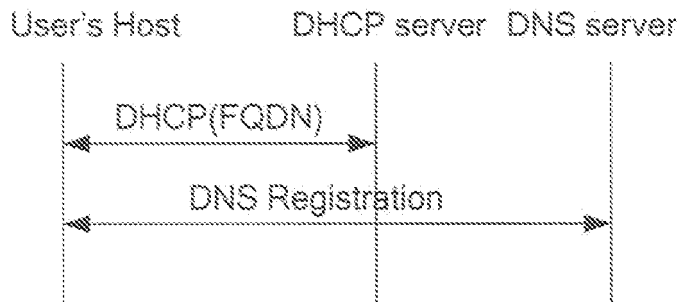 User's Host DHCP server DNS server
DHCP(FQDN)
DNS Registration